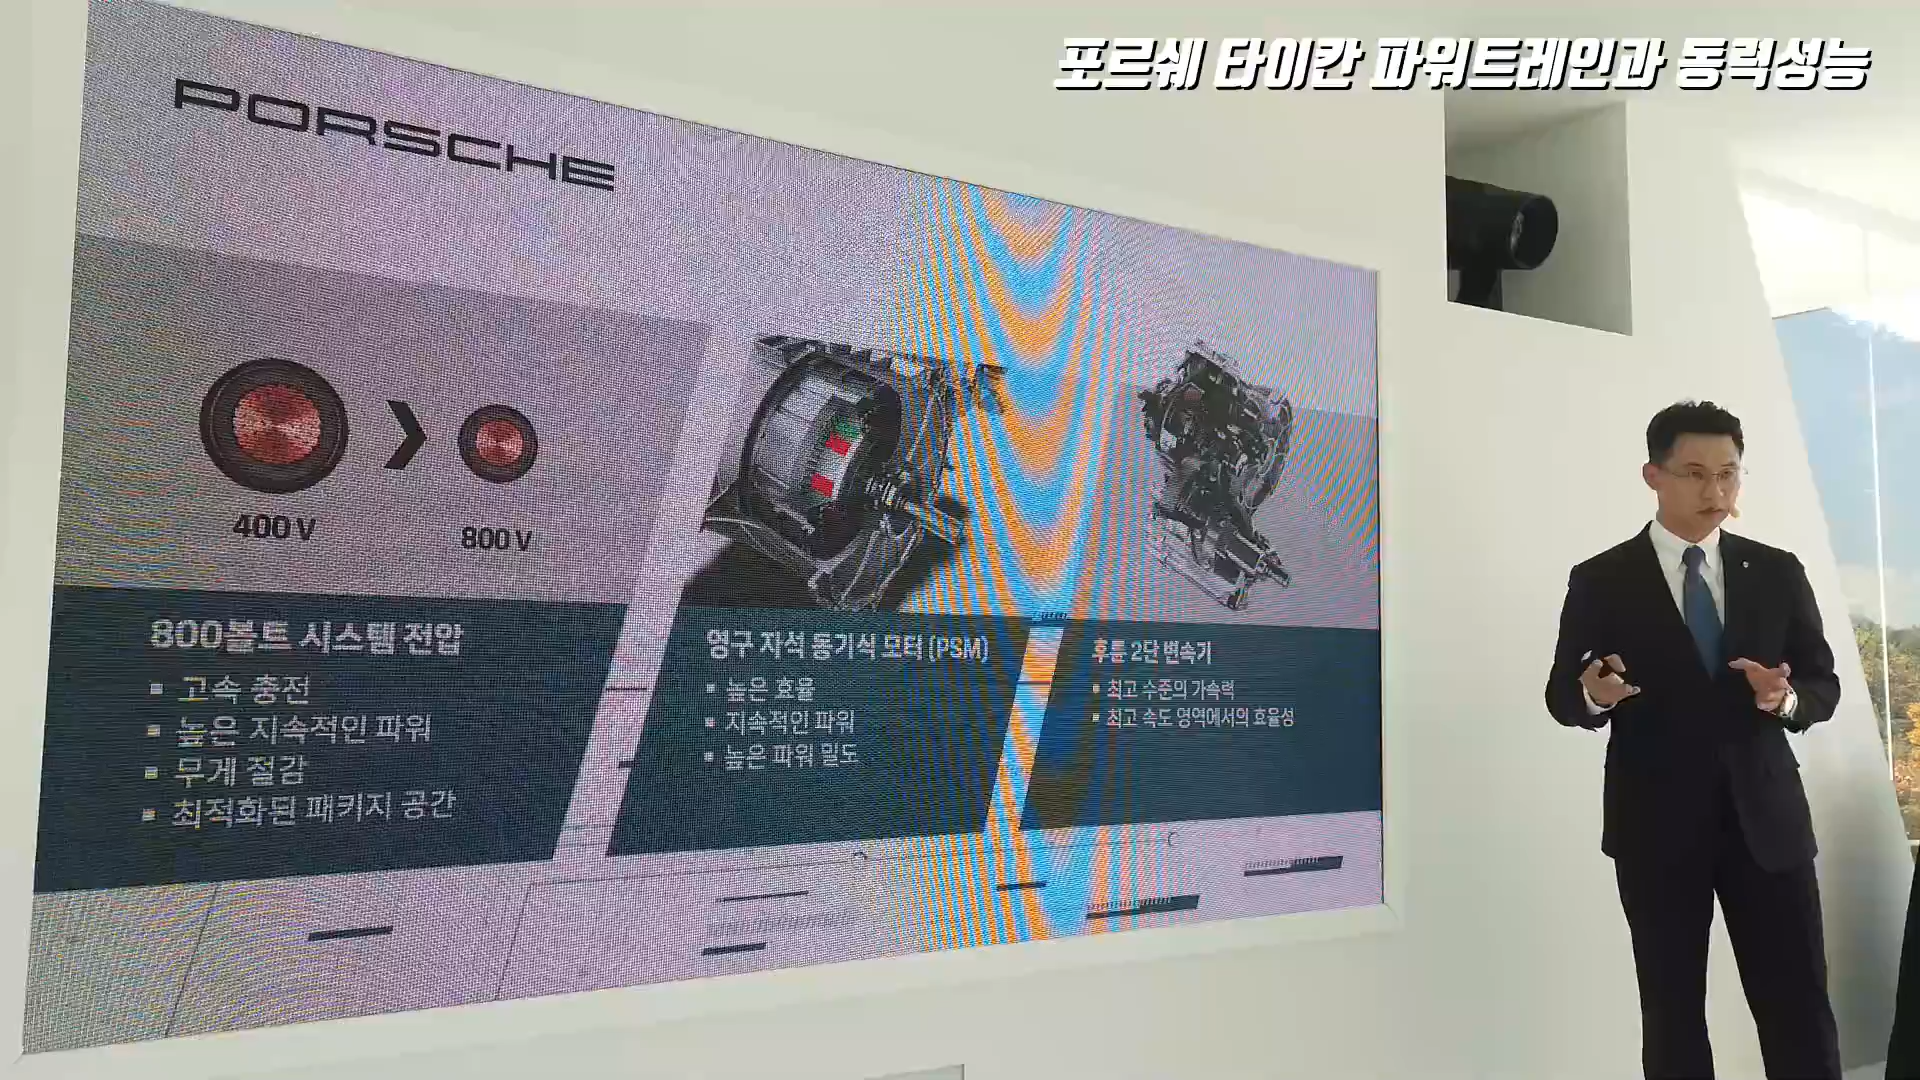 포르쉐 타이칸 파워트레인과 동력성능
PORSCHE
400 V
800 V
800볼트 시스템 전압
▪ 고속 충전
▪ 높은 지속적인 파워
▪ 무게 절감
▪ 최적화된 패키지 공간
영구 자석 동기식 모터 (PSM)
▪ 높은 효율
▪ 지속적인 파워
▪ 높은 파워 밀도
후륜 2단 변속기
▪ 최고 수준의 가속력
▪ 최고 속도 영역에서의 효율성